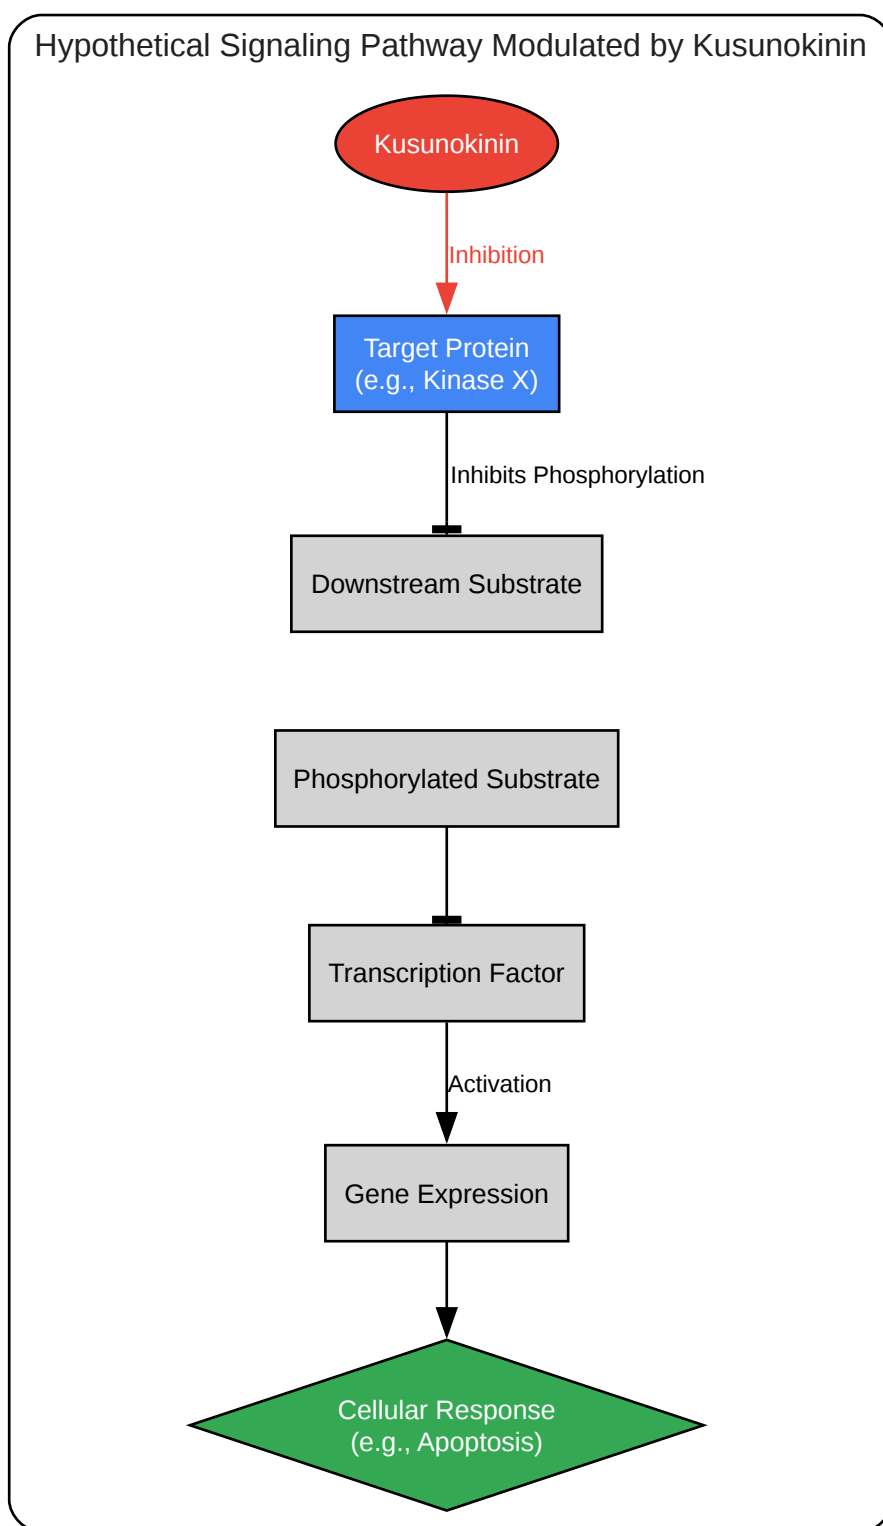 Hypothetical Signaling Pathway Modulated by Kusunokinin
Kusunokinin
Inhibition
Target Protein
(e.g., Kinase X)
Inhibits Phosphorylation
Downstream Substrate
Phosphorylated Substrate
Transcription Factor
Activation
Gene Expression
Cellular Response
(e.g., Apoptosis)